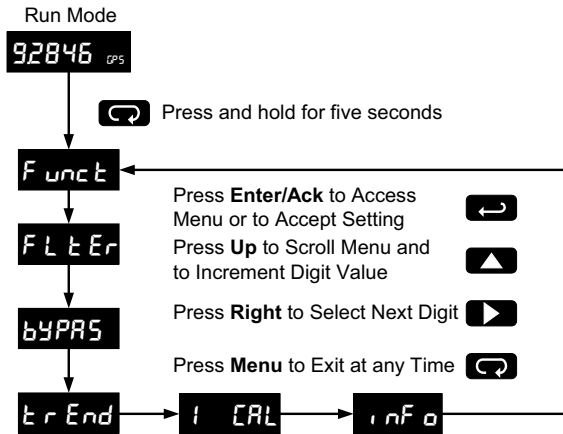 Run Mode
9.2846 GPS
Press and hold for five seconds
Funct
Press Enter/Ack to Access
Menu or to Accept Setting
FLtEr
Press Up to Scroll Menu and
to Increment Digit Value
bYPAS
Press Right to Select Next Digit
Press Menu to Exit at any Time
trEnd
I CAL
inFo